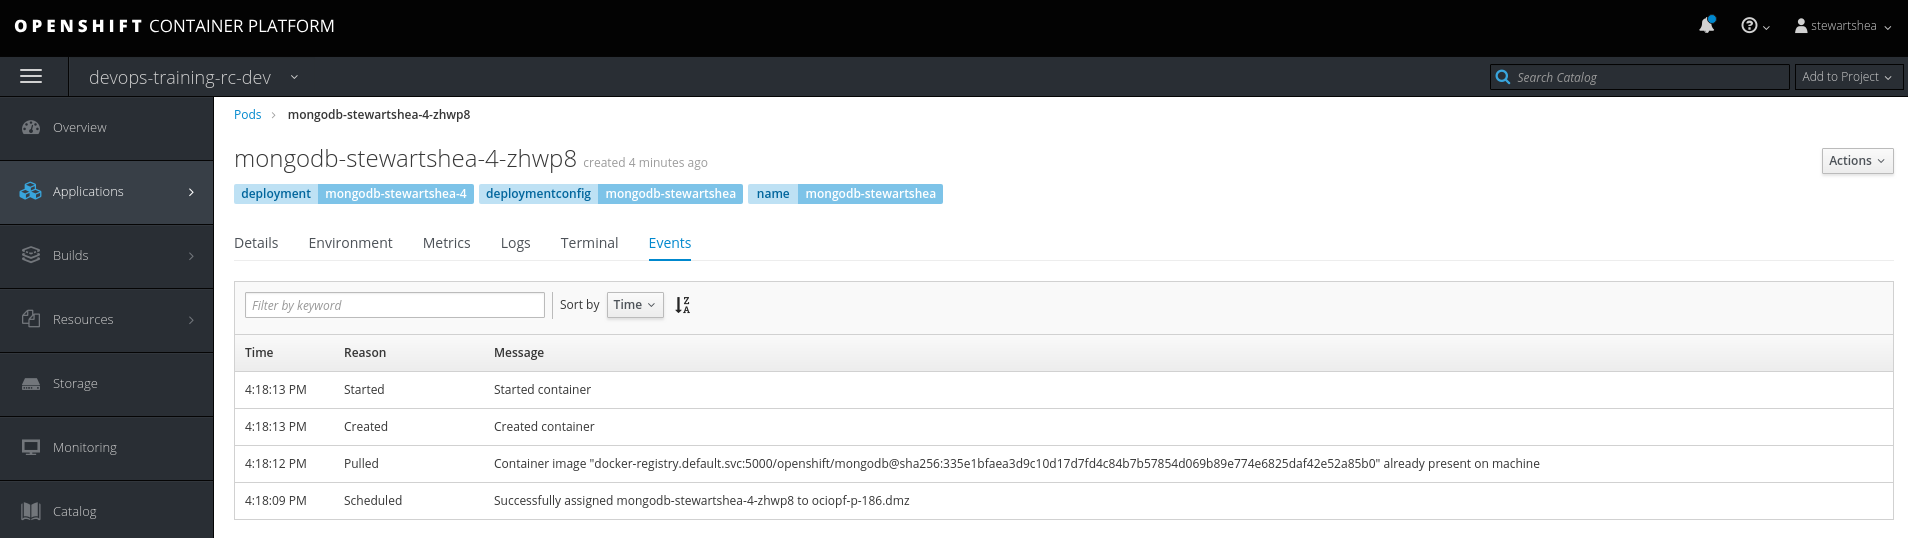 OPENSHIFT CONTAINER PLATFORM
stewartshea
devops-training-rc-dev
Search Catalog
Add to Project
Overview
Applications
Builds
Resources
Storage
Monitoring
Catalog
Pods › mongodb-stewartshea-4-zhwp8
mongodb-stewartshea-4-zhwp8 created 4 minutes ago
Actions
deployment mongodb-stewartshea-4 deploymentconfig mongodb-stewartshea name mongodb-stewartshea
Details Environment Metrics Logs Terminal Events
Filter by keyword Sort by Time
Time Reason Message
4:18:13 PM Started Started container
4:18:13 PM Created Created container
4:18:12 PM Pulled Container image "docker-registry.default.svc:5000/openshift/mongodb@sha256:335e1bfaea3d9c10d17d7fd4c84b7b57854d069b89e774e6825daf42e52a85b0" already present on machine
4:18:09 PM Scheduled Successfully assigned mongodb-stewartshea-4-zhwp8 to ociopf-p-186.dmz